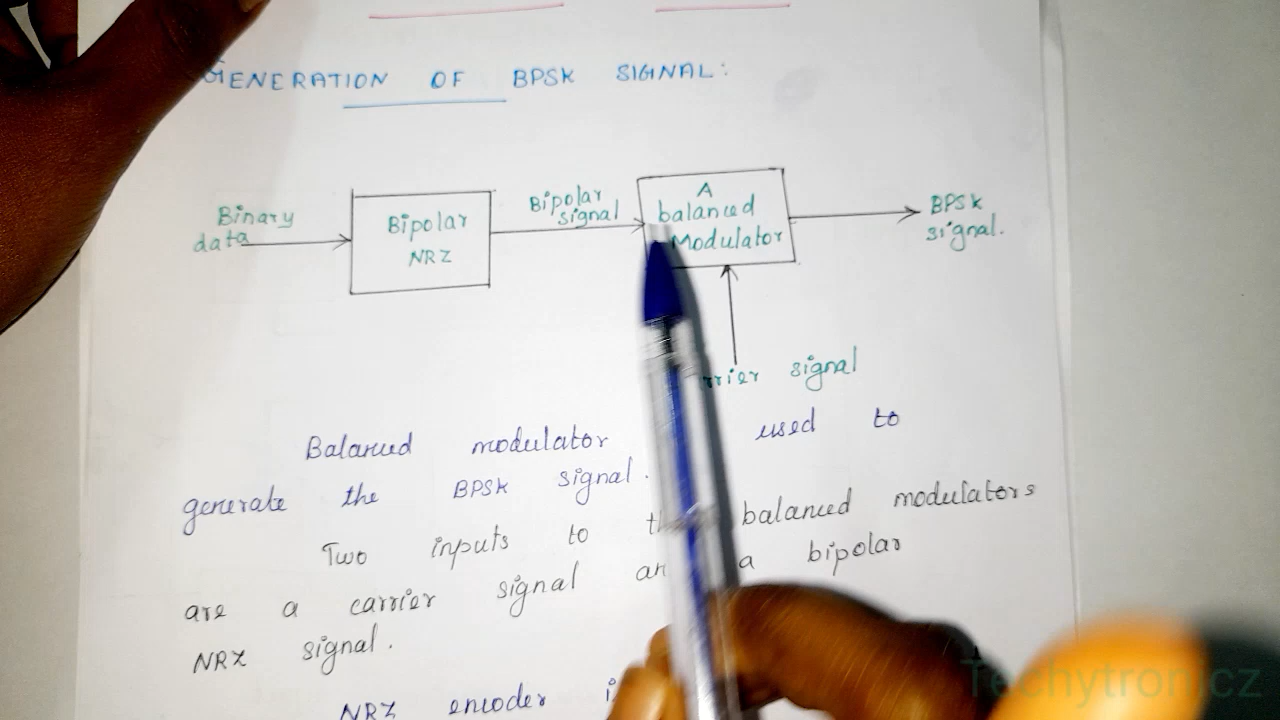 GENERATION OF BPSK SIGNAL:
Binary
data
Bipolar
NRZ
Bipolar
signal
A
balanced
Modulator
BPSK
signal.
signal
Balanced modulator used to
generate the BPSK signal.
Two inputs to balanced modulators
are a carrier signal a bipolar
NRZ signal.
NRZ encoder
Techytronicz